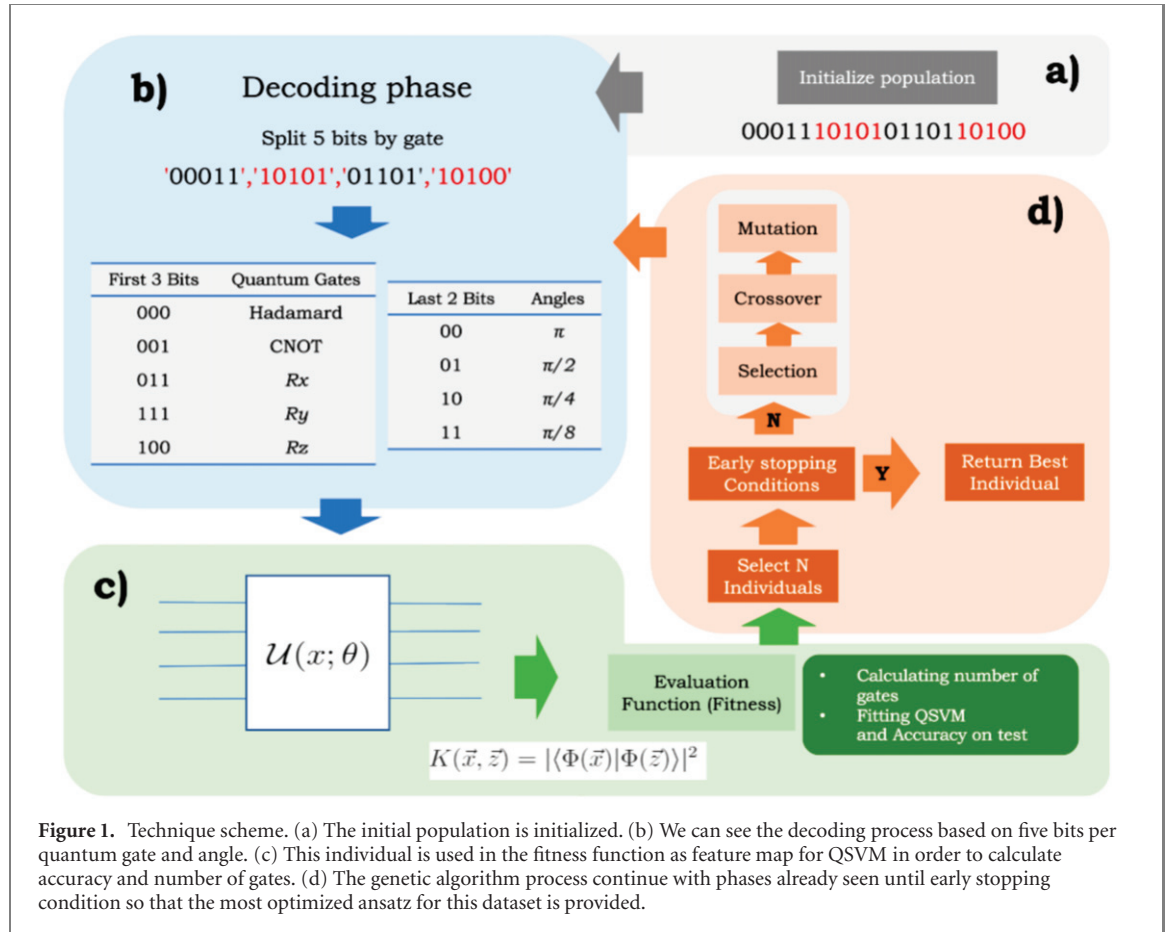 a)
Initialize population
00011101010110110100
b)
Decoding phase
Split 5 bits by gate
'00011','10101','01101','10100'
First 3 Bits Quantum Gates
000 Hadamard
001 CNOT
011 Rx
111 Ry
100 Rz
Last 2 Bits Angles
00 π
01 π/2
10 π/4
11 π/8
c)
U(x; θ)
K(x⃗, z⃗) = |⟨Φ(x⃗)|Φ(z⃗)⟩|²
Evaluation
Function (Fitness)
• Calculating number of
gates
• Fitting QSVM
and Accuracy on test
d)
Mutation
Crossover
Selection
N
Early stopping
Conditions
Y
Return Best
Individual
Select N
Individuals
Figure 1. Technique scheme. (a) The initial population is initialized. (b) We can see the decoding process based on five bits per
quantum gate and angle. (c) This individual is used in the fitness function as feature map for QSVM in order to calculate
accuracy and number of gates. (d) The genetic algorithm process continue with phases already seen until early stopping
condition so that the most optimized ansatz for this dataset is provided.